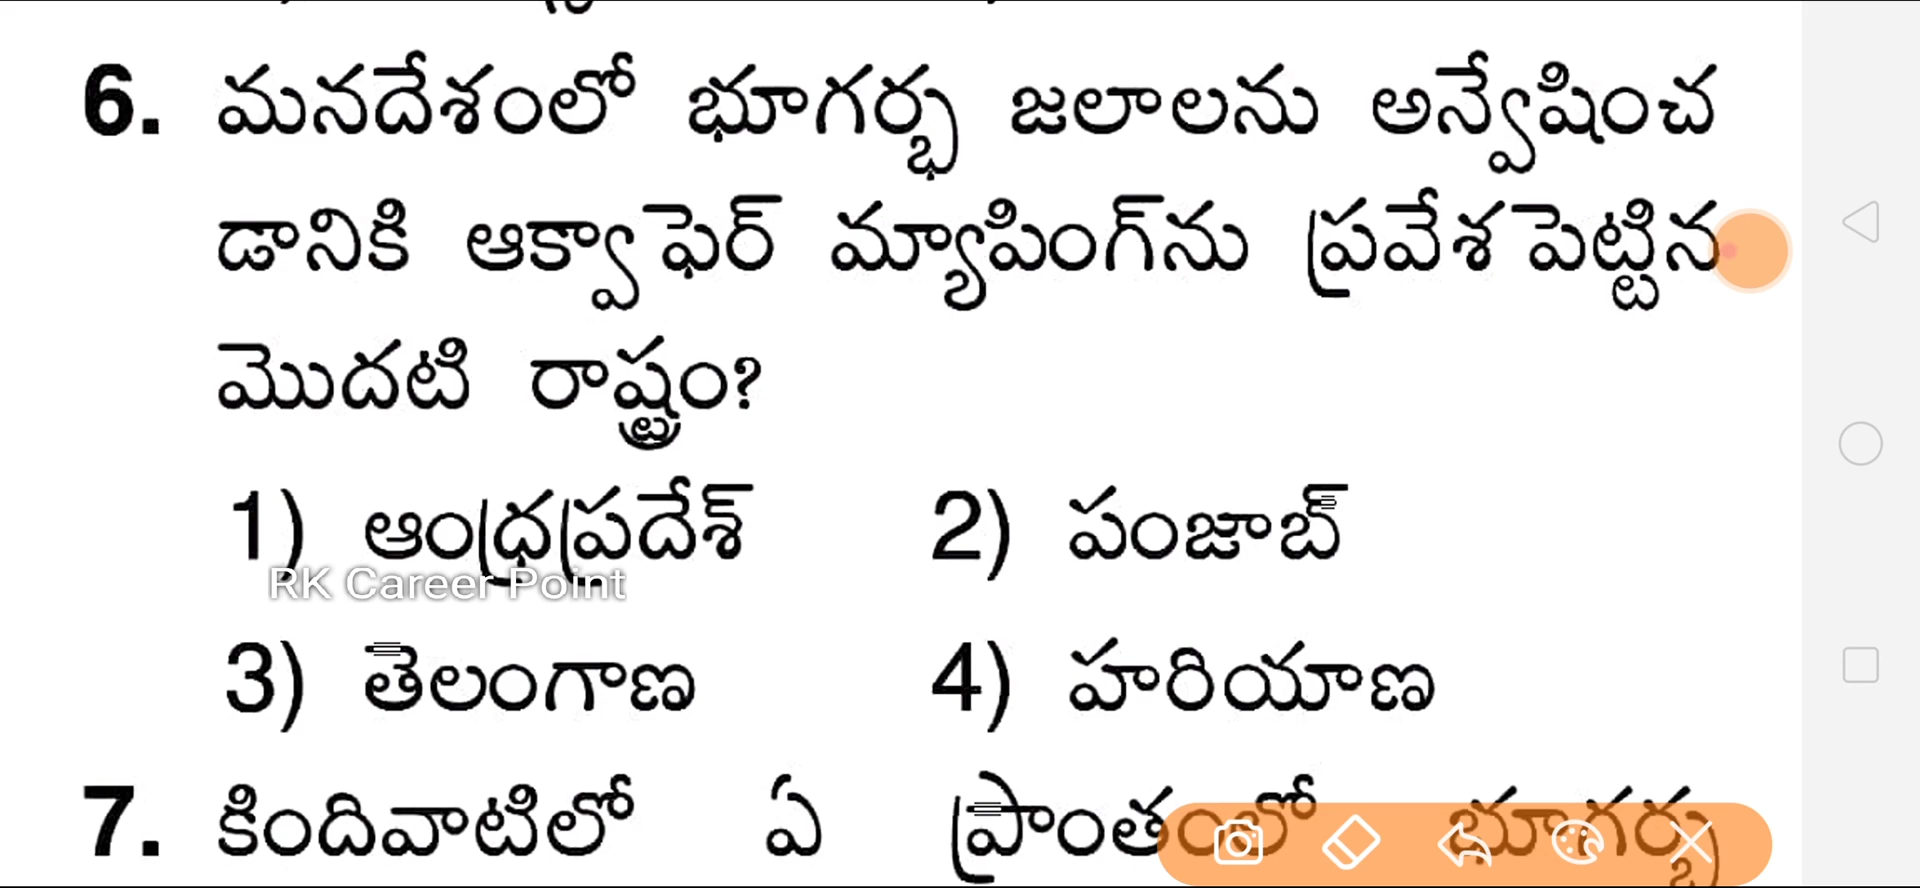 6. మనదేశంలో భూగర్భ జలాలను అన్వేషించ
డానికి ఆక్వాఫెర్ మ్యాపింగ్‌ను ప్రవేశపెట్టిన
మొదటి రాష్ట్రం?
1) ఆంధ్రప్రదేశ్ 2) పంజాబ్
RK Career Point
3) తెలంగాణ 4) హరియాణ
7. కిందివాటిలో ఏ ప్రాంతంలో భూగర్భ